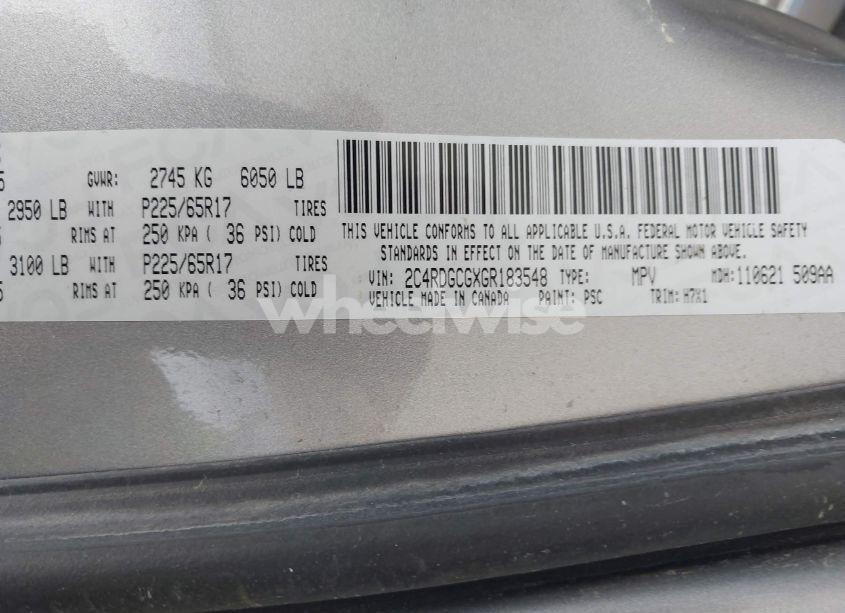 GVWR: 2745 KG 6050 LB
2950 LB WITH P225/65R17 TIRES
RIMS AT 250 KPA ( 36 PSI) COLD
3100 LB WITH P225/65R17 TIRES
RIMS AT 250 KPA ( 36 PSI) COLD
THIS VEHICLE CONFORMS TO ALL APPLICABLE U.S.A. FEDERAL MOTOR VEHICLE SAFETY
STANDARDS IN EFFECT ON THE DATE OF MANUFACTURE SHOWN ABOVE.
VIN: 2C4RDGCGXGR183548 TYPE: MPV MDH: 110621 509AA
VEHICLE MADE IN CANADA PAINT: PSC TRIM: H7X1
wheelwise